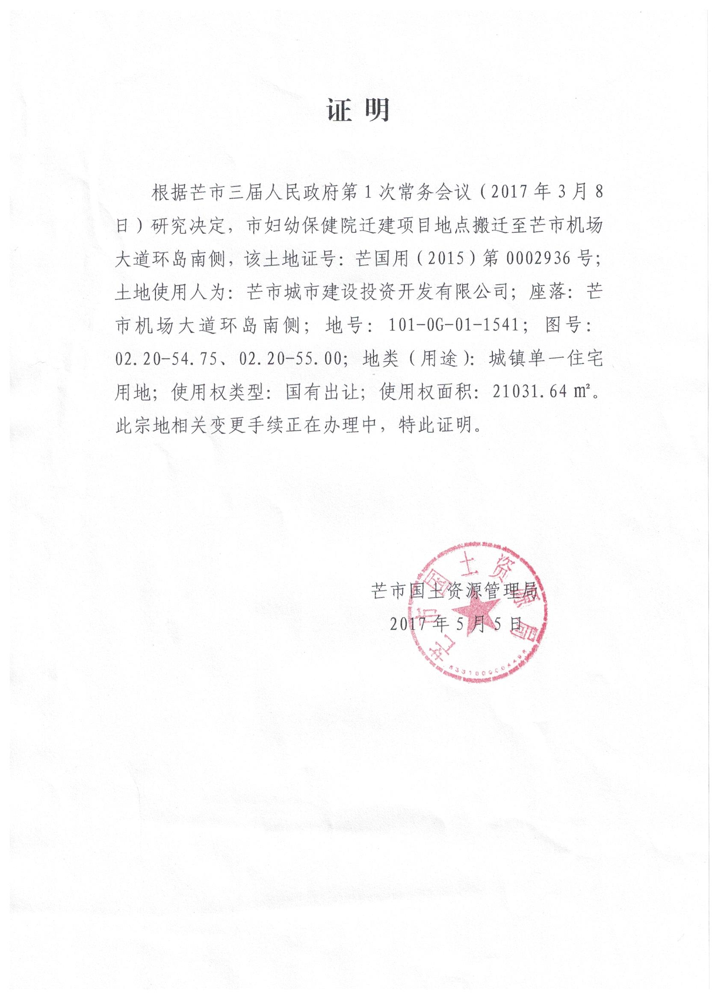 证明
根据芒市三届人民政府第1次常务会议（2017年3月8
日）研究决定，市妇幼保健院迁建项目地点搬迁至芒市机场
大道环岛南侧，该土地证号：芒国用（2015）第0002936号；
土地使用人为：芒市城市建设投资开发有限公司；座落：芒
市机场大道环岛南侧；地号：101-0G-01-1541；图号：
02.20-54.75、02.20-55.00；地类（用途）：城镇单一住宅
用地；使用权类型：国有出让；使用权面积：21031.64㎡。
此宗地相关变更手续正在办理中，特此证明。
芒市国土资源管理局
2017年5月5日
芒市国土资源局